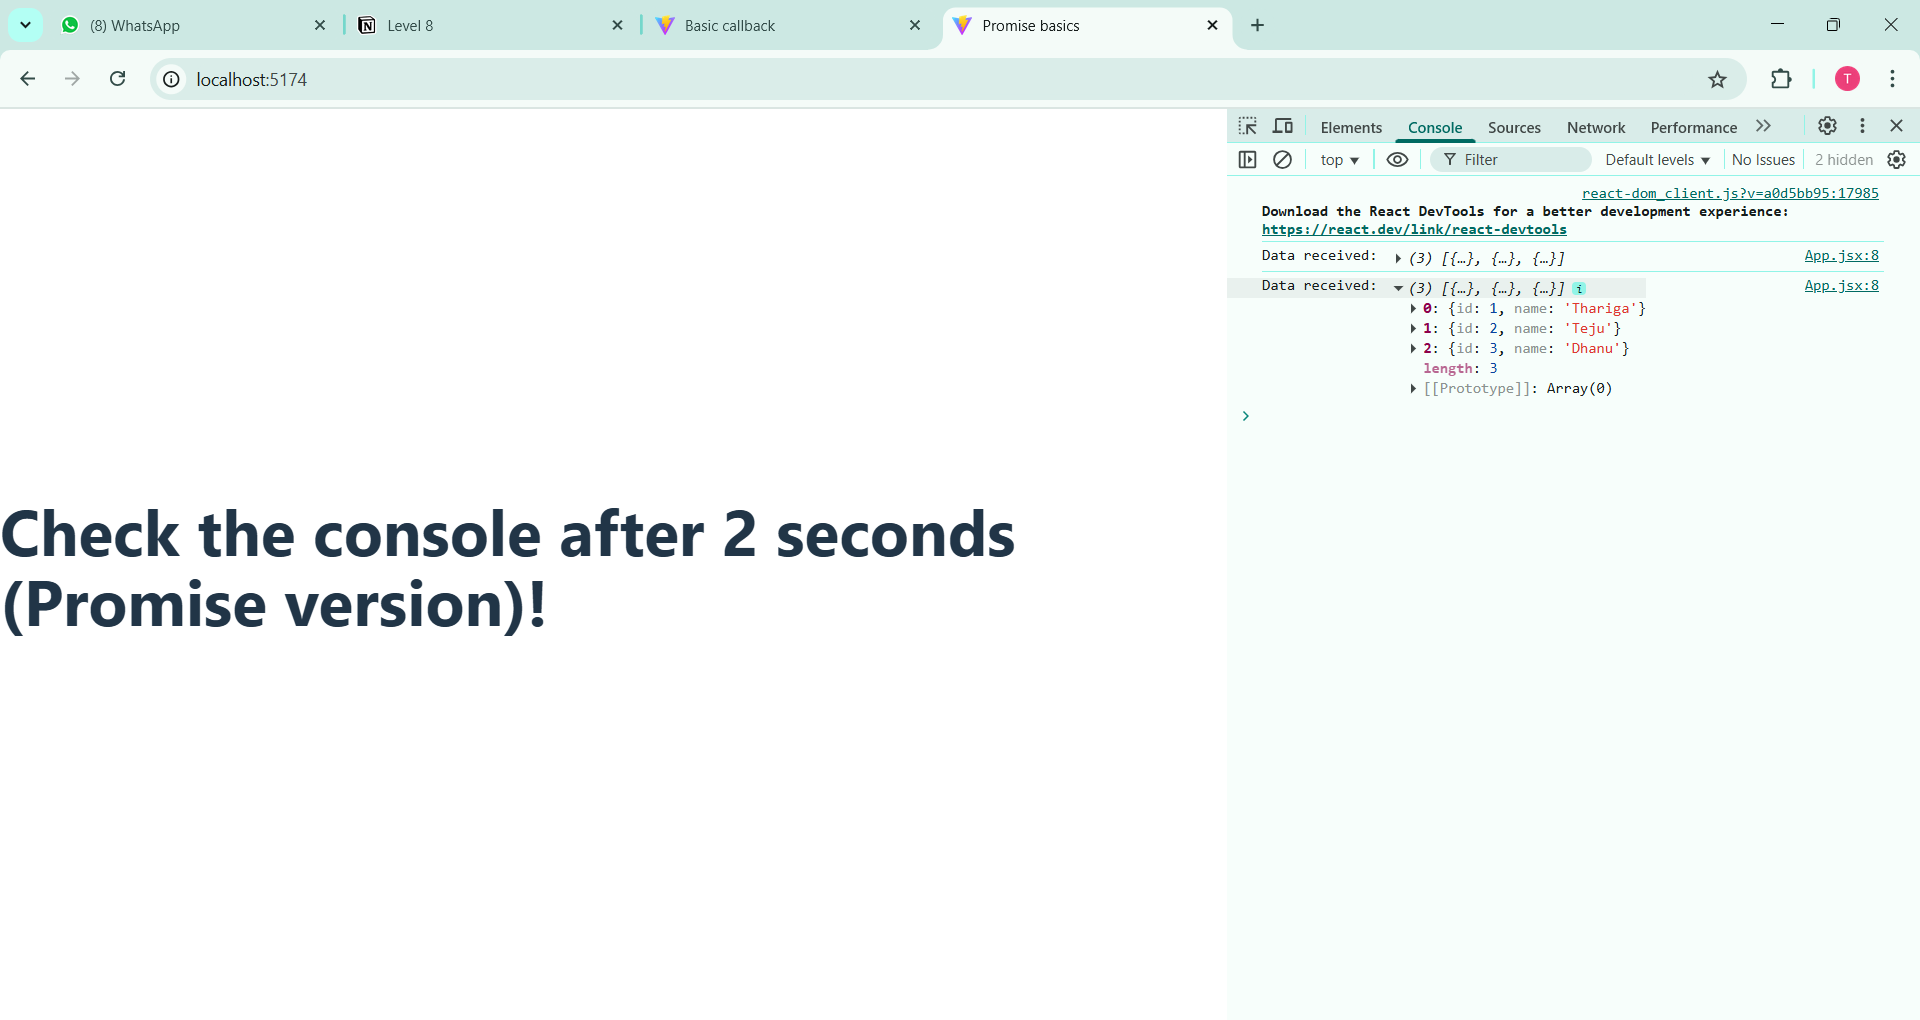 (8) WhatsApp
Level 8
Basic callback
Promise basics
localhost:5174
T
Elements Console Sources Network Performance
top Filter Default levels No Issues 2 hidden
react-dom_client.js?v=a0d5bb95:17985
Download the React DevTools for a better development experience:
https://react.dev/link/react-devtools
Data received: (3) [{…}, {…}, {…}] App.jsx:8
Data received: (3) [{…}, {…}, {…}] i App.jsx:8
0: {id: 1, name: 'Thariga'}
1: {id: 2, name: 'Teju'}
2: {id: 3, name: 'Dhanu'}
length: 3
[[Prototype]]: Array(0)
Check the console after 2 seconds
(Promise version)!